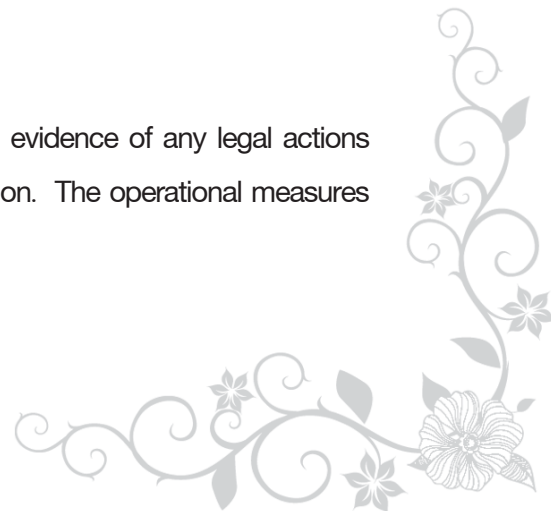 evidence of any legal actions
on. The operational measures